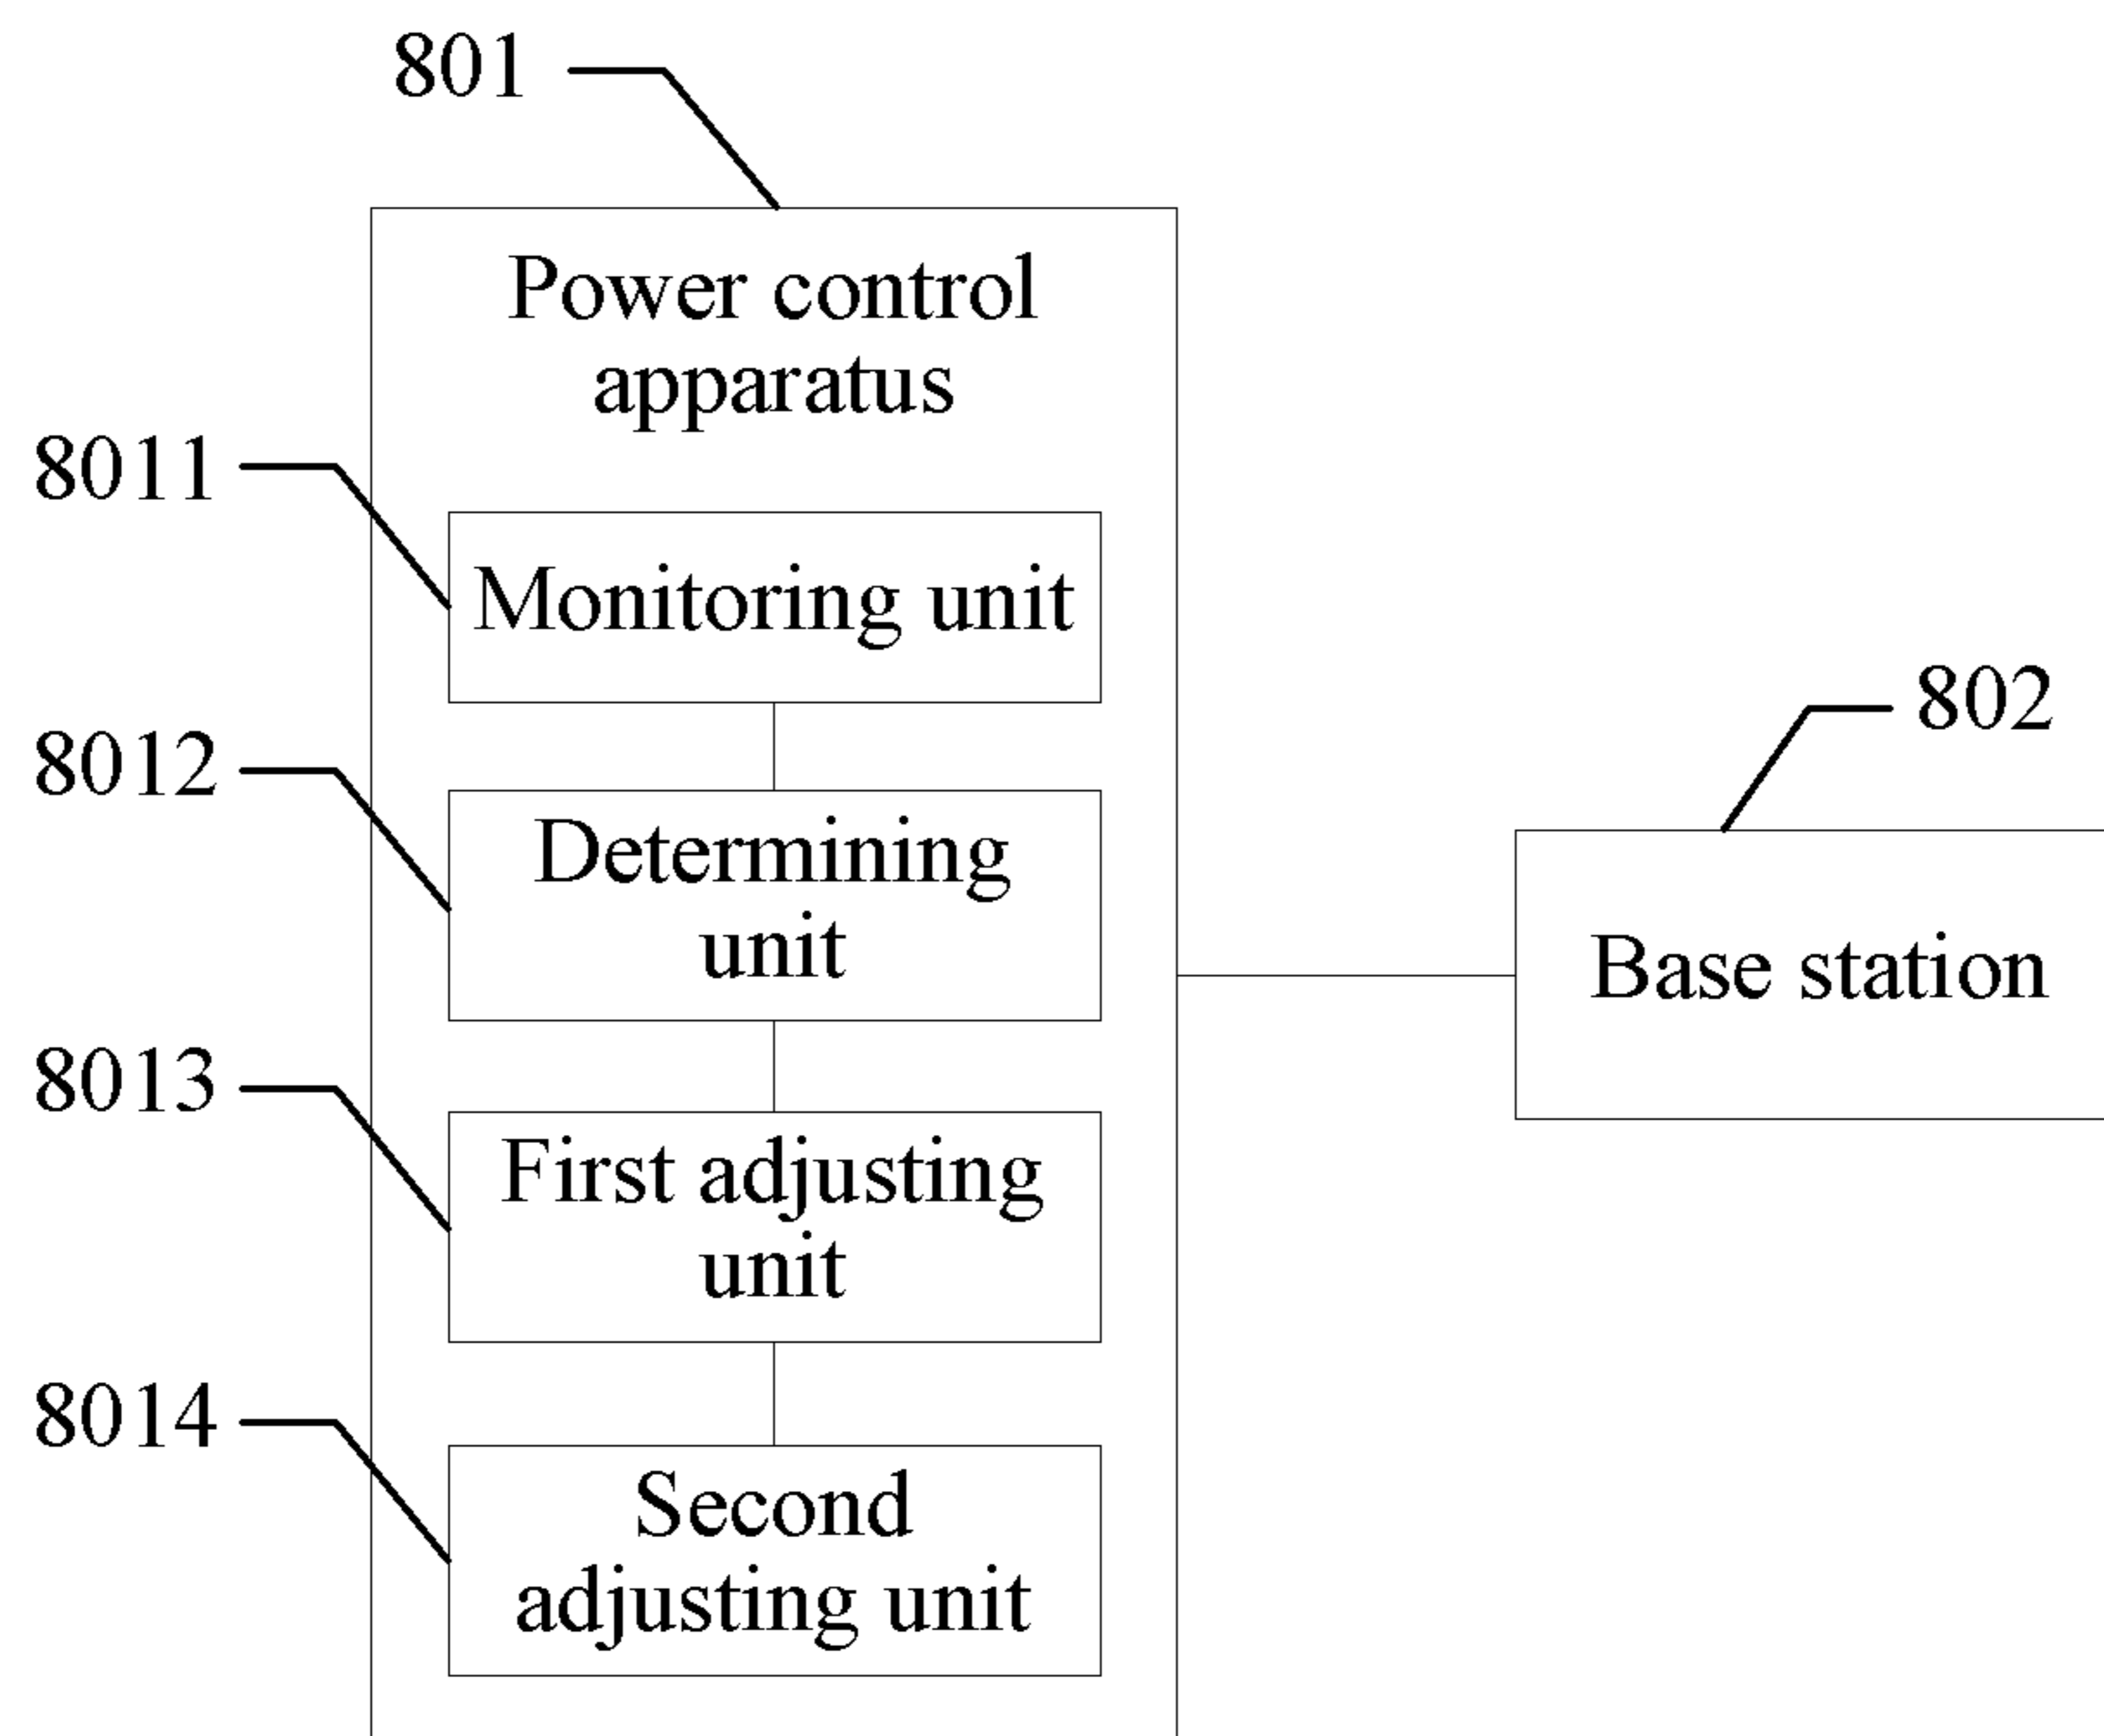 801
Power control
apparatus
8011
Monitoring unit
8012
Determining
unit
8013
First adjusting
unit
8014
Second
adjusting unit
802
Base station